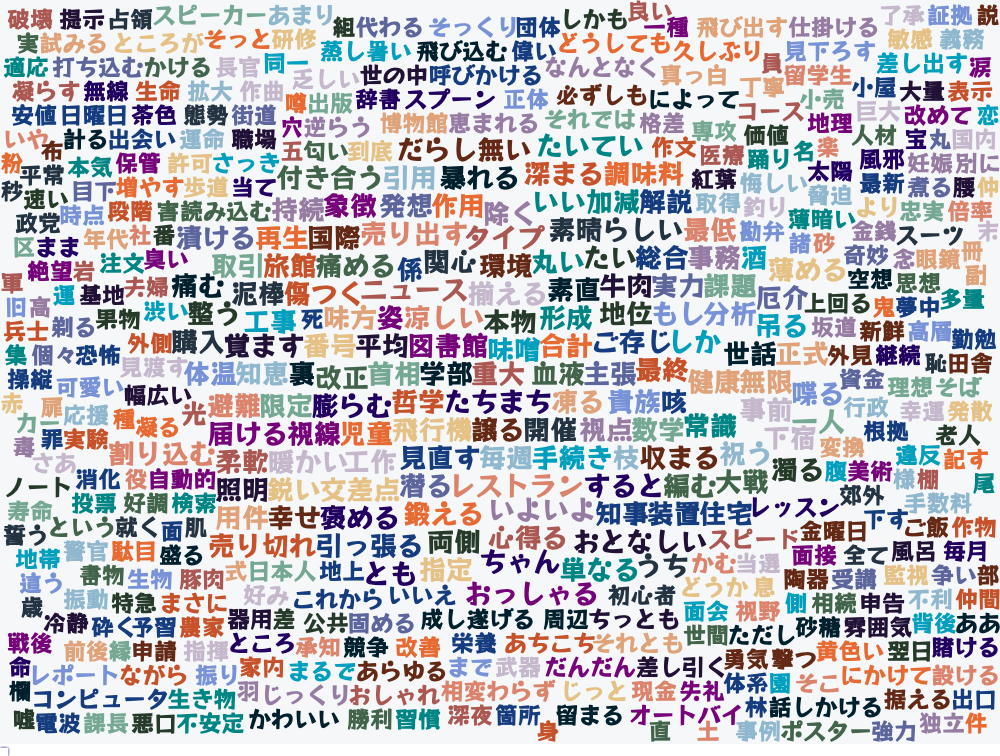 破壊 提示 占領 スピーカー あまり 組 代わる そっくり 団体 しかも 良い 一種 飛び出す 仕掛ける 了承 証拠 説
実 試みる ところが そっと 研修 蒸し暑い 飛び込む 偉い どうしても 久しぶり 見下ろす 敏感 義務
適応 打ち込む かける 長官 同一 乏しい 世の中 呼びかける なんとなく 真っ白 員 留学生 差し出す 涙
凝らす 無線 生命 拡大 作曲 噂 出版 辞書 スプーン 正体 必ずしも によって 丁寧 小売 小屋 大量 表示
安値 日曜日 茶色 態勢 街道 穴 逆らう 博物館 恵まれる それでは 格差 コース 地理 巨大 改めて 恋
いや 布 計る 出会い 運命 職場 五 匂い 到底 だらし無い たいてい 作文 専攻 価値 楽 人材 宝 丸 国内
粉 平常 本気 保管 許可 さっき 付き合う 引用 暴れる 深まる 調味料 医療 踊り 名 太陽 風邪 妊娠 別に
秒 速い 目下 増やす 歩道 当て 紅葉 悔しい 脅迫 最新 煮る 腰 仲
政党 時点 段階 害 読み込む 持続 象徴 発想 作用 除く いい加減 解説 取得 釣り 薄暗い より 忠実 倍率
区 まま 年代 社 番 漬ける 再生 国際 売り出す タイプ 素晴らしい 最低 勘弁 諸 砂 金銭 スーツ 末
絶望 岩 注文 臭い 取引 旅館 痛める 係 関心 環境 丸い たい 総合 事務 酒 薄める 奇妙 念 眼鏡 冊
軍 運 基地 夫婦 痛む 泥棒 傷つく ニュース 揃える 素直 牛肉 実力 課題 厄介 空想 思想 副
旧 高 果物 渋い 整う 工事 死 味方 姿 涼しい 本物 形成 地位 もし 分析 上回る 鬼 夢中 多量
兵士 剃る 外側 購入 覚ます 番号 平均 図書館 味噌 合計 ご存じ しか 吊る 坂道 新鮮 高層 勤勉
集 個々 恐怖 見渡す 体温 知恵 裏 改正 首相 学部 重大 血液 主張 最終 世話 正式 外見 継続 恥 田舎
操縦 可愛い 幅広い 健康 無限 喋る 資金 理想 そば
赤 扉 応援 種 光 避難 限定 膨らむ 哲学 たちまち 凍る 貴族 咳 事前 一人 行政 幸運 発散
カー 毒 罪 実験 凝る 届ける 視線 児童 飛行機 譲る 開催 視点 数学 常識 下宿 変換 根拠 老人
さあ 割り込む 柔軟 暖かい 工作 見直す 毎週 手続き 枝 収まる 祝う 濁る 腹 美術 違反 記す
ノート 消化 役 自動的 照明 鋭い 交差点 潜る レストラン すると 編む 大戦 様 棚 尾
寿命 投票 好調 検索 用件 幸せ 褒める 鍛える いよいよ 知事 装置 住宅 レッスン 郊外 手数料
誓う という 就く 面 肌 売り切れ 引っ張る 両側 心得る おとなしい スピード 金曜日 下す ご飯 作物
地帯 警官 駄目 盛る ちゃん 単なる うち かむ 当選 面接 全て 風呂 毎月
違う 書物 生物 豚肉 式 日本人 地上 とも 指定 どうか 息 陶器 受講 監視 争い 部
歳 振動 特急 まさに 好み これから いいえ おっしゃる 初心者 面会 視野 側 相続 申告 不利 仲間
冷静 砕く 予習 農家 器用 差 公共 固める 成し遂げる 周辺 ちっとも 世間 ただし 砂糖 雰囲気 背後 ああ
戦後 前後 緑 申請 指揮 ところ 承知 競争 改善 栄養 あちこち それとも 勇気 撃つ 黄色い 翌日 賭ける
命 レポート ながら 振り 家内 まるで あらゆる まで 武器 だんだん 差し引く 体系 園 そこ にかけて 設ける
欄 コンピュータ 生き物 羽 じっくり おしゃれ 相変わらず じっと 現金 失礼 林 話しかける 据える 出口
嘘 電波 課長 悪口 不安定 かわいい 勝利 習慣 深夜 箇所 身 留まる オートバイ 直 土 事例 ポスター 強力 独立 件